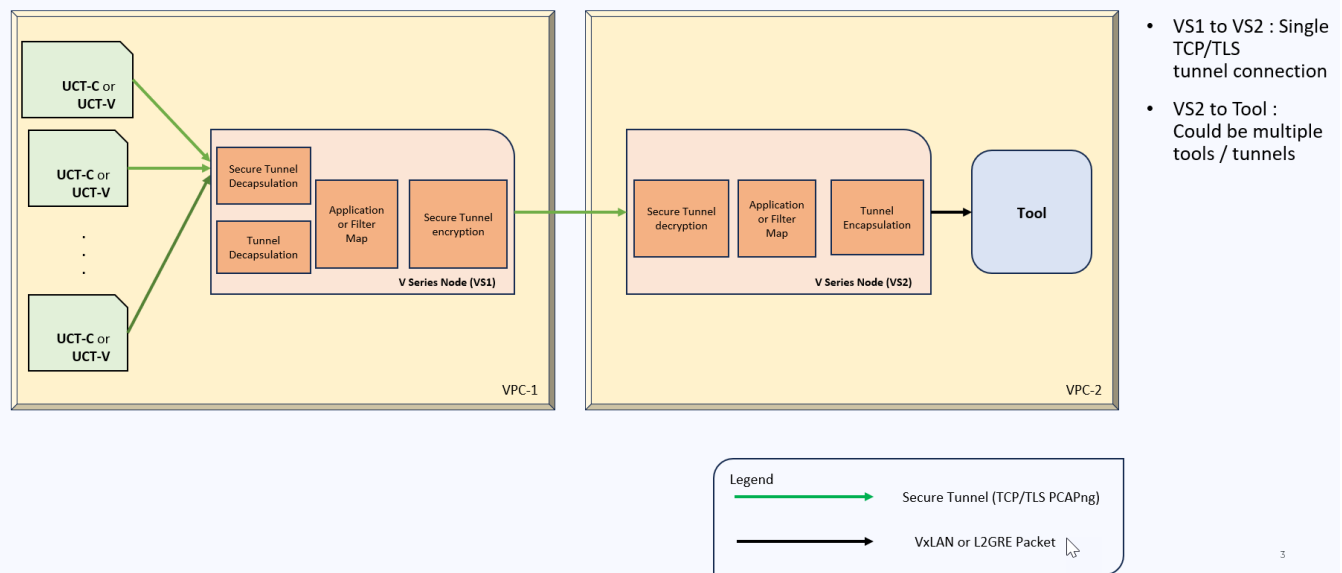 UCT-C or
UCT-V
UCT-C or
UCT-V
.
.
.
UCT-C or
UCT-V
Secure Tunnel
Decapsulation
Tunnel
Decapsulation
Application
or Filter
Map
Secure Tunnel
encryption
V Series Node (VS1)
VPC-1
Secure Tunnel
decryption
Application
or Filter
Map
Tunnel
Encapsulation
V Series Node (VS2)
Tool
VPC-2
• VS1 to VS2 : Single
TCP/TLS
tunnel connection
• VS2 to Tool :
Could be multiple
tools / tunnels
Legend
Secure Tunnel (TCP/TLS PCAPng)
VxLAN or L2GRE Packet
3